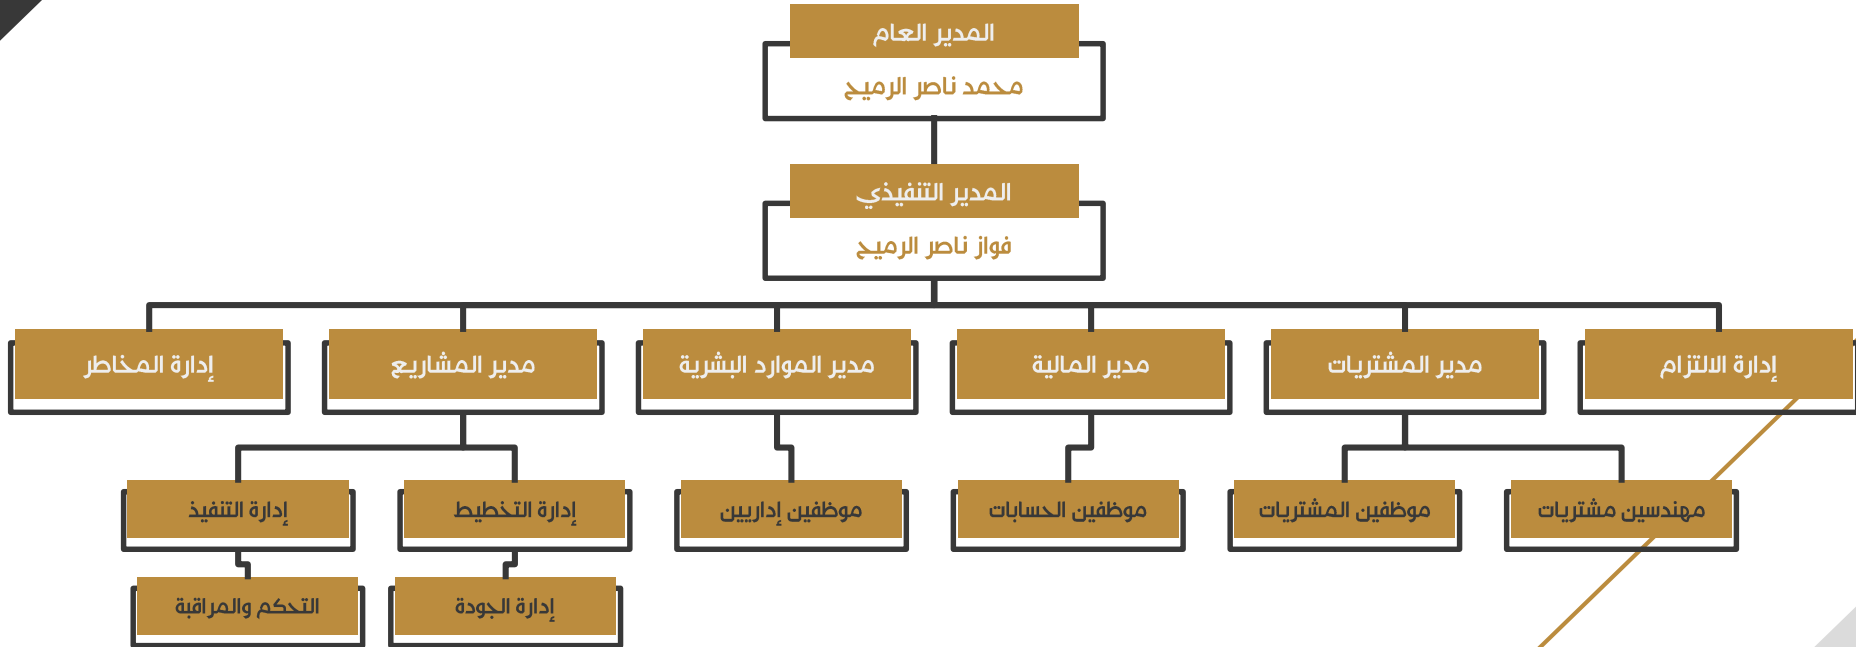 المدير العام
محمد ناصر الرميح
المدير التنفيذي
فواز ناصر الرميح
إدارة الالتزام
مدير المشتريات
مدير المالية
مدير الموارد البشرية
مدير المشاريع
إدارة المخاطر
مهندسين مشتريات
موظفين المشتريات
موظفين الحسابات
موظفين إداريين
إدارة التخطيط
إدارة التنفيذ
إدارة الجودة
التحكم والمراقبة